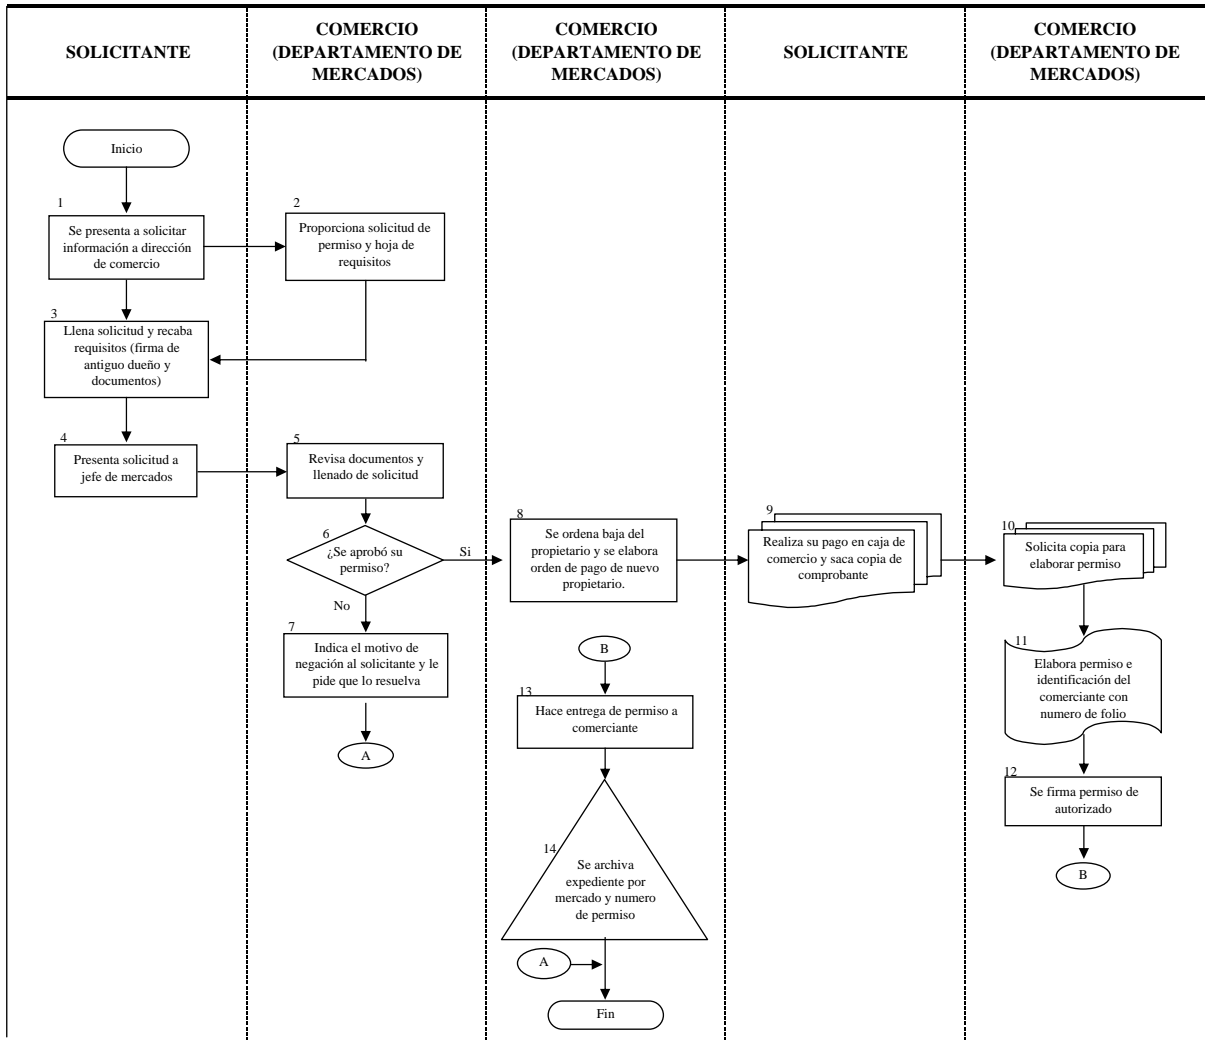 SOLICITANTE
COMERCIO
(DEPARTAMENTO DE
MERCADOS)
COMERCIO
(DEPARTAMENTO DE
MERCADOS)
SOLICITANTE
COMERCIO
(DEPARTAMENTO DE
MERCADOS)
Inicio
1
Se presenta a solicitar
información a dirección
de comercio
2
Proporciona solicitud de
permiso y hoja de
requisitos
3
Llena solicitud y recaba
requisitos (firma de
antiguo dueño y
documentos)
4
Presenta solicitud a
jefe de mercados
5
Revisa documentos y
llenado de solicitud
6
¿Se aprobó su
permiso?
Si
No
7
Indica el motivo de
negación al solicitante y le
pide que lo resuelva
A
8
Se ordena baja del
propietario y se elabora
orden de pago de nuevo
propietario.
9
Realiza su pago en caja de
comercio y saca copia de
comprobante
10
Solicita copia para
elaborar permiso
11
Elabora permiso e
identificación del
comerciante con
numero de folio
12
Se firma permiso de
autorizado
B
B
13
Hace entrega de permiso a
comerciante
14
Se archiva
expediente por
mercado y numero
de permiso
A
Fin